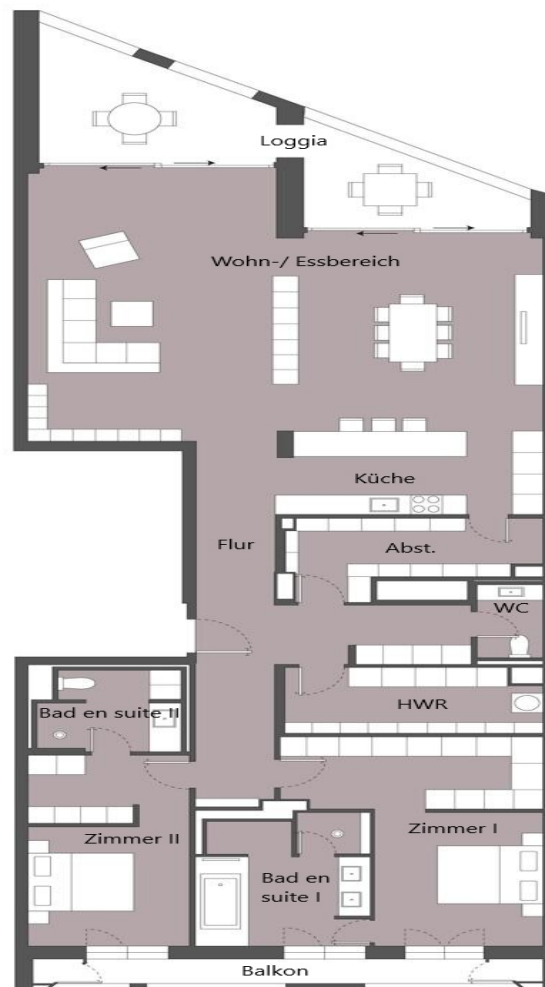 Loggia
Wohn-/ Essbereich
Küche
Flur
Abst.
WC
HWR
Bad en suite II
Zimmer II
Zimmer I
Bad en
suite I
Balkon